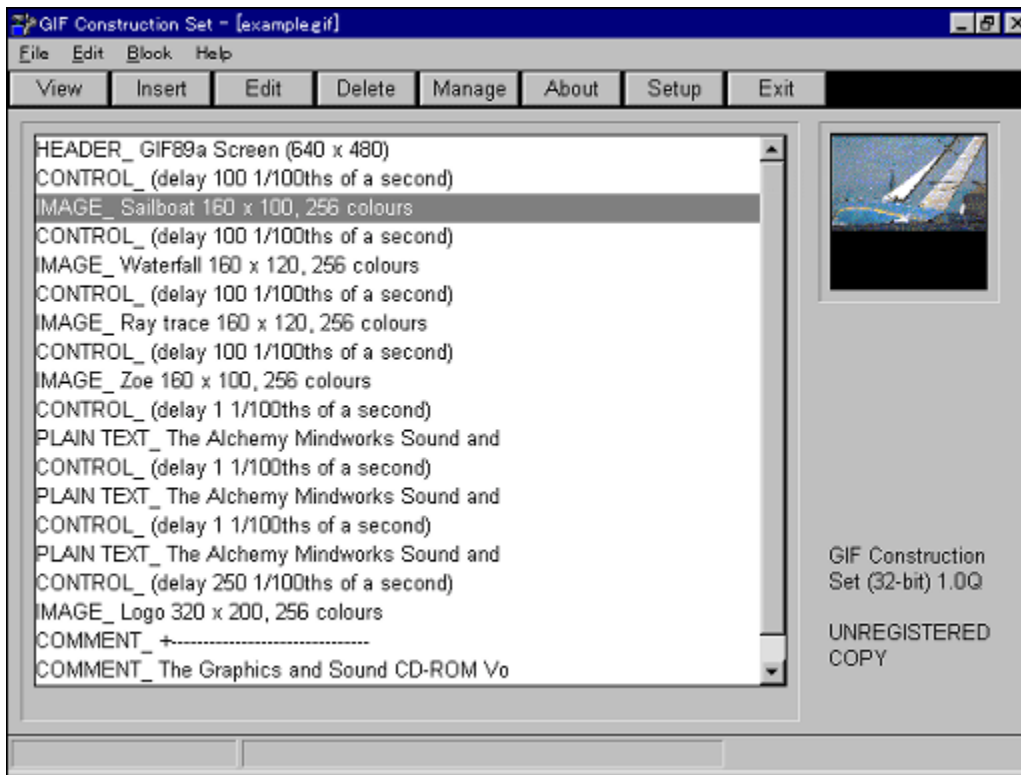 GIF Construction Set - [example.gif]
File Edit Block Help
View Insert Edit Delete Manage About Setup Exit
HEADER_ GIF89a Screen (640 x 480)
CONTROL_ (delay 100 1/100ths of a second)
IMAGE_ Sailboat 160 x 100, 256 colours
CONTROL_ (delay 100 1/100ths of a second)
IMAGE_ Waterfall 160 x 120, 256 colours
CONTROL_ (delay 100 1/100ths of a second)
IMAGE_ Ray trace 160 x 120, 256 colours
CONTROL_ (delay 100 1/100ths of a second)
IMAGE_ Zoe 160 x 100, 256 colours
CONTROL_ (delay 1 1/100ths of a second)
PLAIN TEXT_ The Alchemy Mindworks Sound and
CONTROL_ (delay 1 1/100ths of a second)
PLAIN TEXT_ The Alchemy Mindworks Sound and
CONTROL_ (delay 1 1/100ths of a second)
PLAIN TEXT_ The Alchemy Mindworks Sound and
CONTROL_ (delay 250 1/100ths of a second)
IMAGE_ Logo 320 x 200, 256 colours
COMMENT_ +-------------------------------
COMMENT_ The Graphics and Sound CD-ROM Vo
GIF Construction
Set (32-bit) 1.0Q
UNREGISTERED
COPY